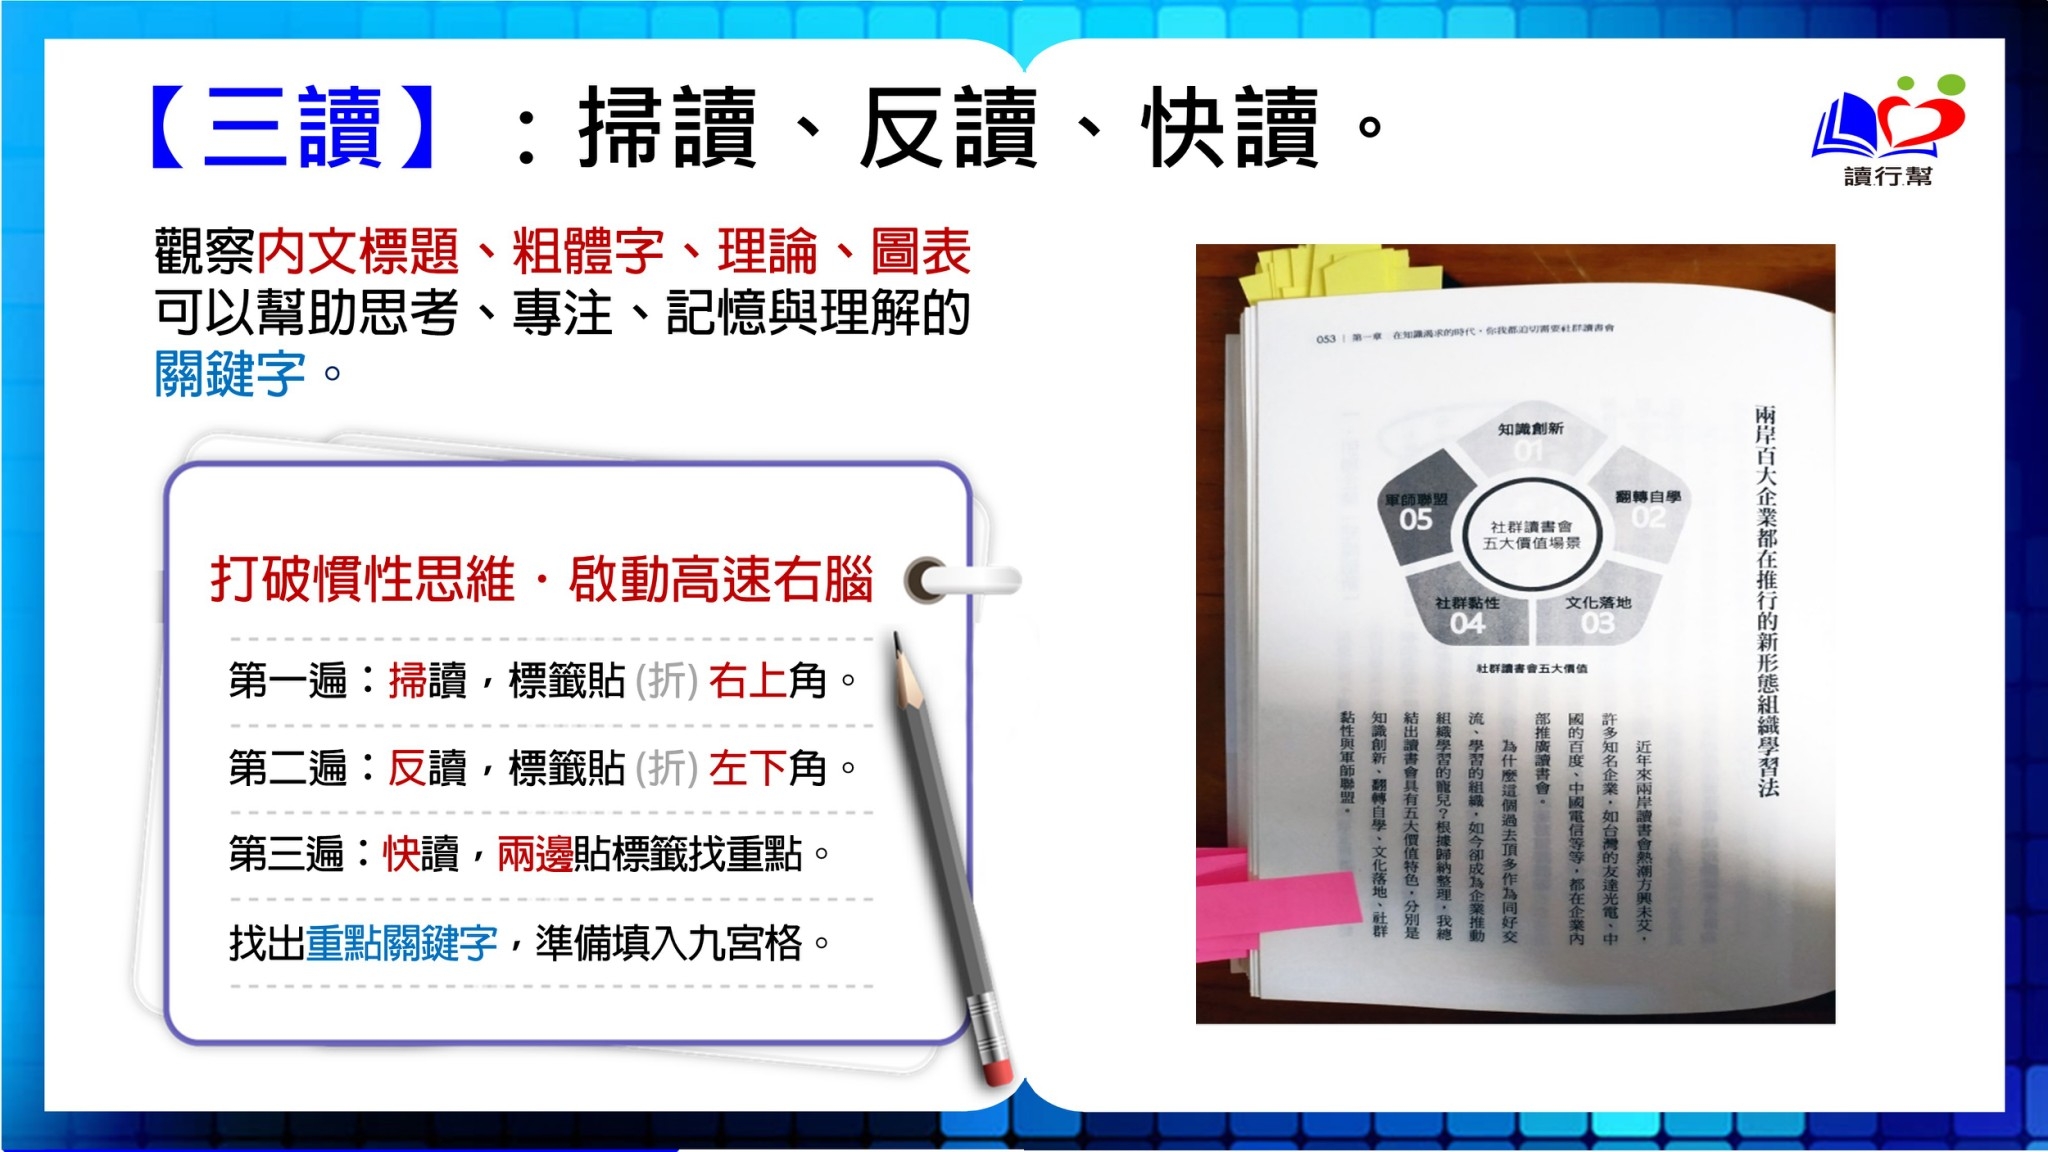 【三讀】：掃讀、反讀、快讀。
讀行幫
觀察內文標題、粗體字、理論、圖表
可以幫助思考、專注、記憶與理解的
關鍵字。
打破慣性思維．啟動高速右腦
第一遍：掃讀，標籤貼(折)右上角。
第二遍：反讀，標籤貼(折)左下角。
第三遍：快讀，兩邊貼標籤找重點。
找出重點關鍵字，準備填入九宮格。
053 | 第一章 在知識渴求的時代，你我都迫切需要社群讀書會
兩岸百大企業都在推行的新形態組織學習法
知識創新
01
翻轉自學
02
文化落地
03
社群黏性
04
軍師聯盟
05
社群讀書會
五大價值場景
社群讀書會五大價值
近年來兩岸讀書會熱潮方興未艾，
許多知名企業，如台灣的友達光電、中
國的百度、中國電信等等，都在企業內
部推廣讀書會。
為什麼這個過去頂多作為同好交
流、學習的組織，如今卻成為企業推動
組織學習的寵兒？根據歸納整理，我總
結出讀書會具有五大價值特色，分別是
知識創新、翻轉自學、文化落地、社群
黏性與軍師聯盟。